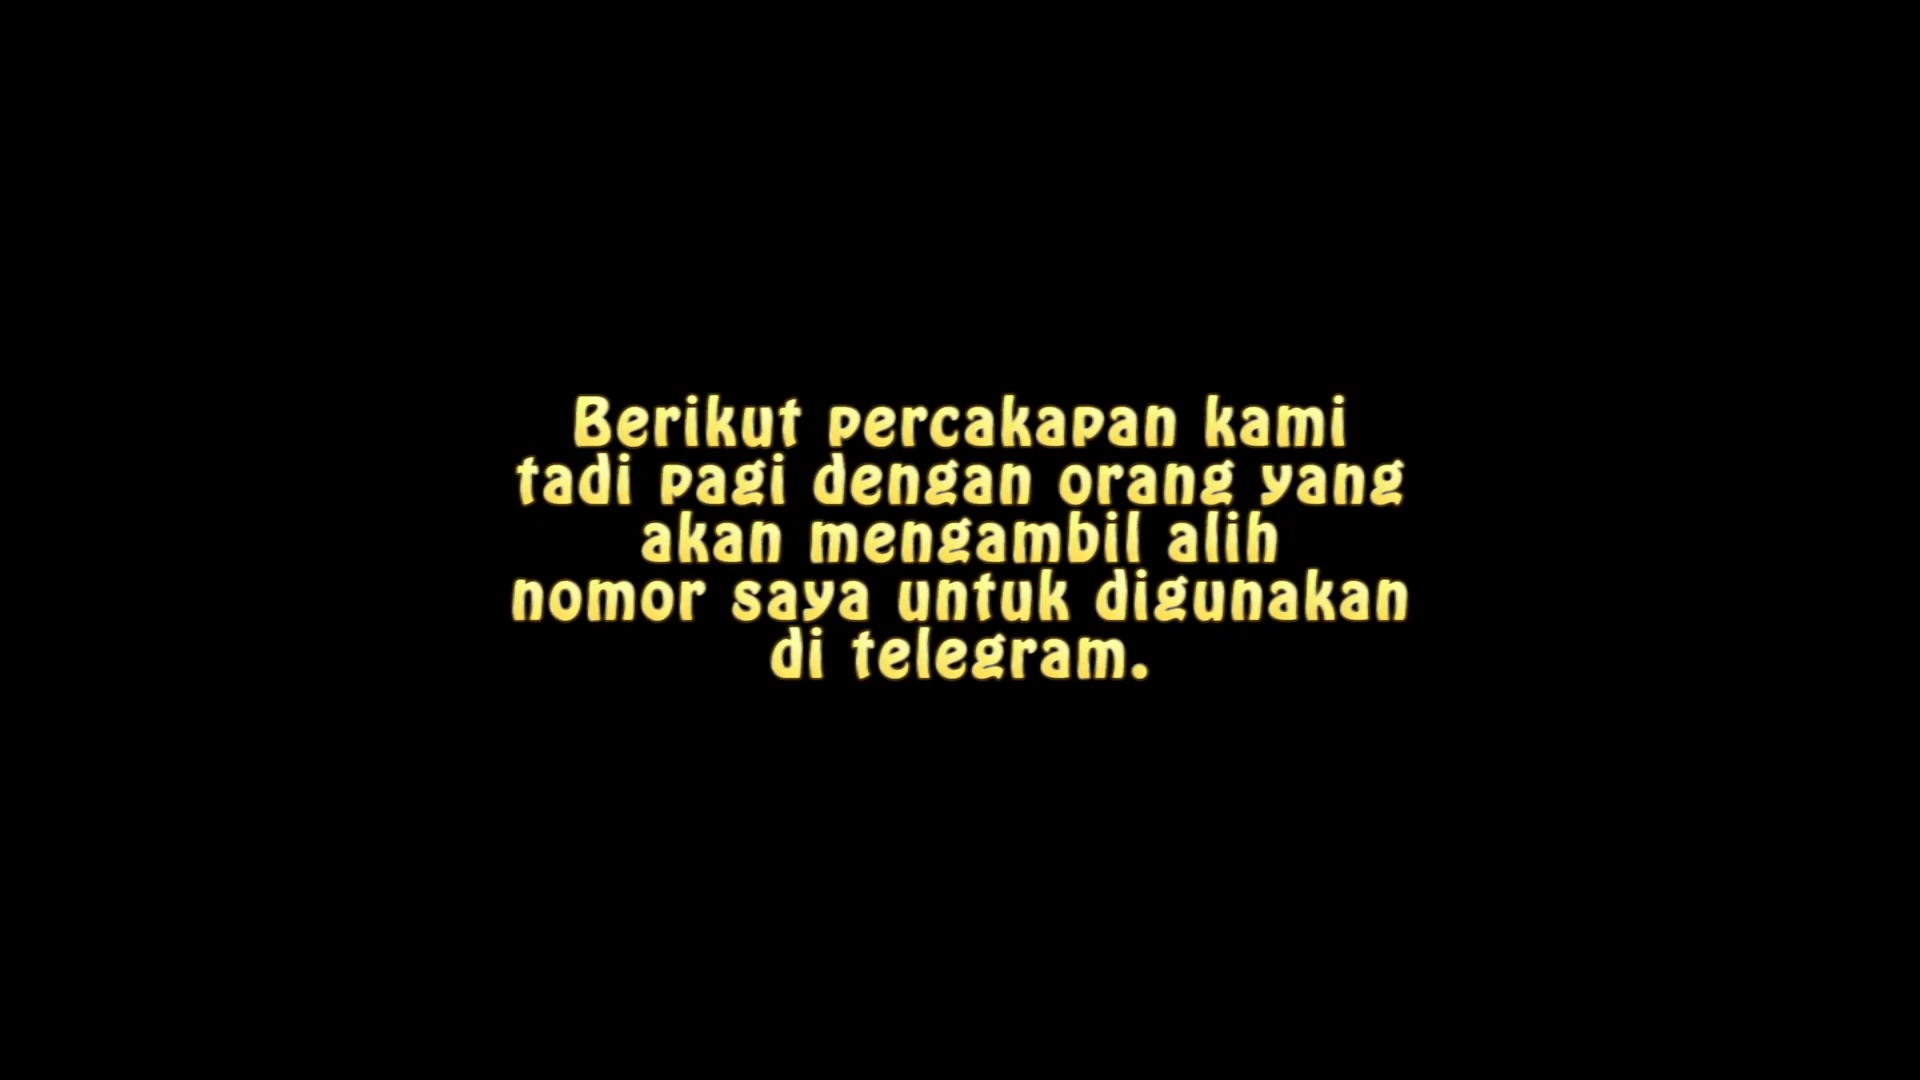 Berikut percakapan kami
tadi pagi dengan orang yang
akan mengambil alih
nomor saya untuk digunakan
di telegram.